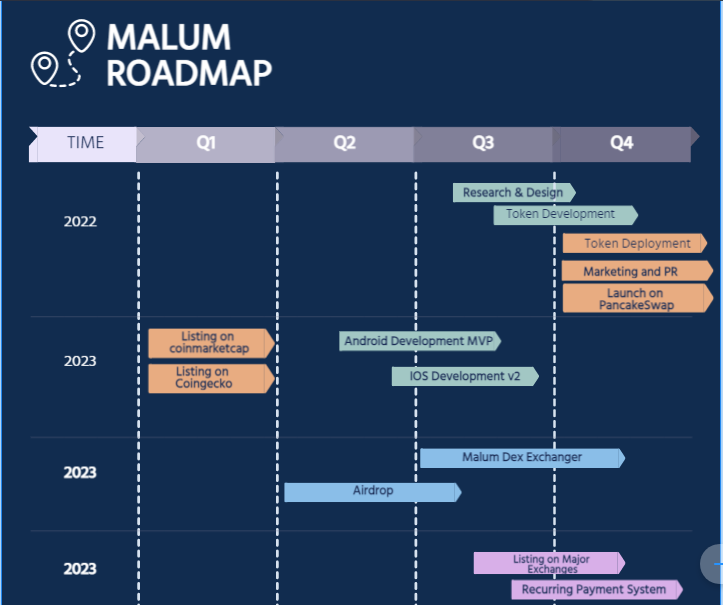 MALUM
ROADMAP
TIME Q1 Q2 Q3 Q4
2022
Research & Design
Token Development
Token Deployment
Marketing and PR
Launch on
PancakeSwap
2023
Listing on
coinmarketcap
Android Development MVP
Listing on
Coingecko
IOS Development v2
2023
Malum Dex Exchanger
Airdrop
2023
Listing on Major
Exchanges
Recurring Payment System